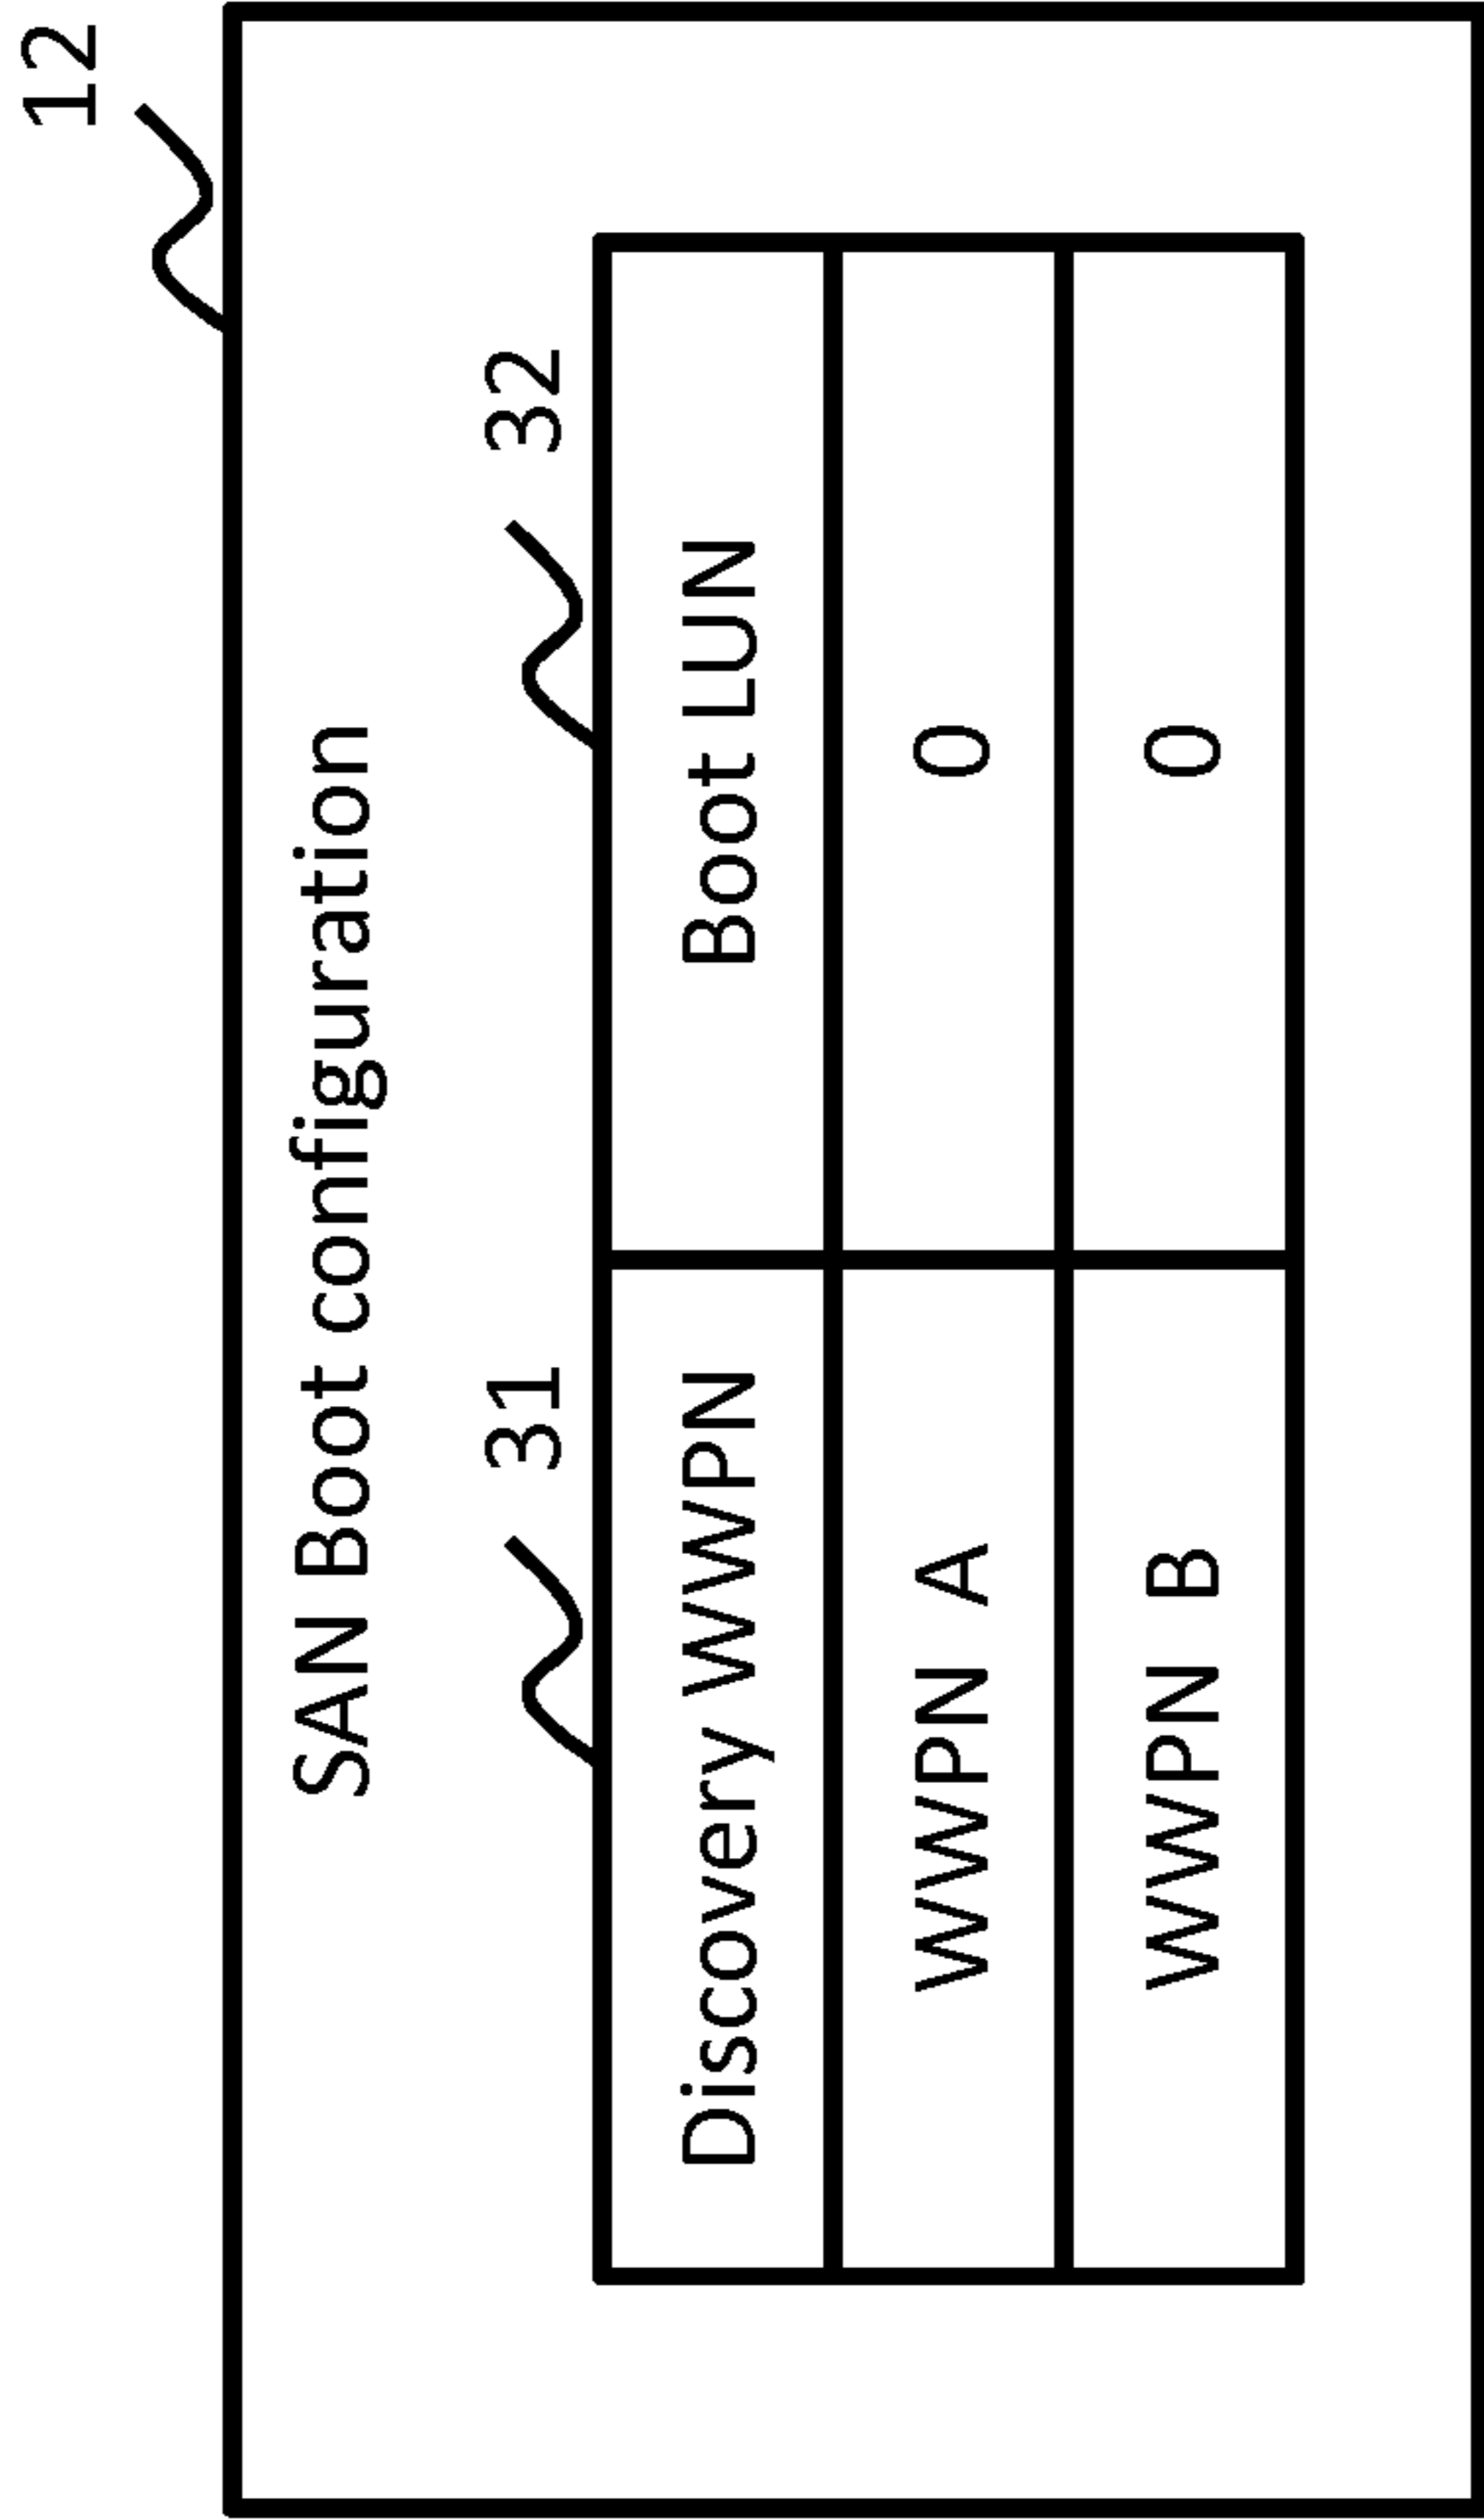 12
SAN Boot configuration
31
32
Discovery WWPN
Boot LUN
WWPN A
0
WWPN B
0